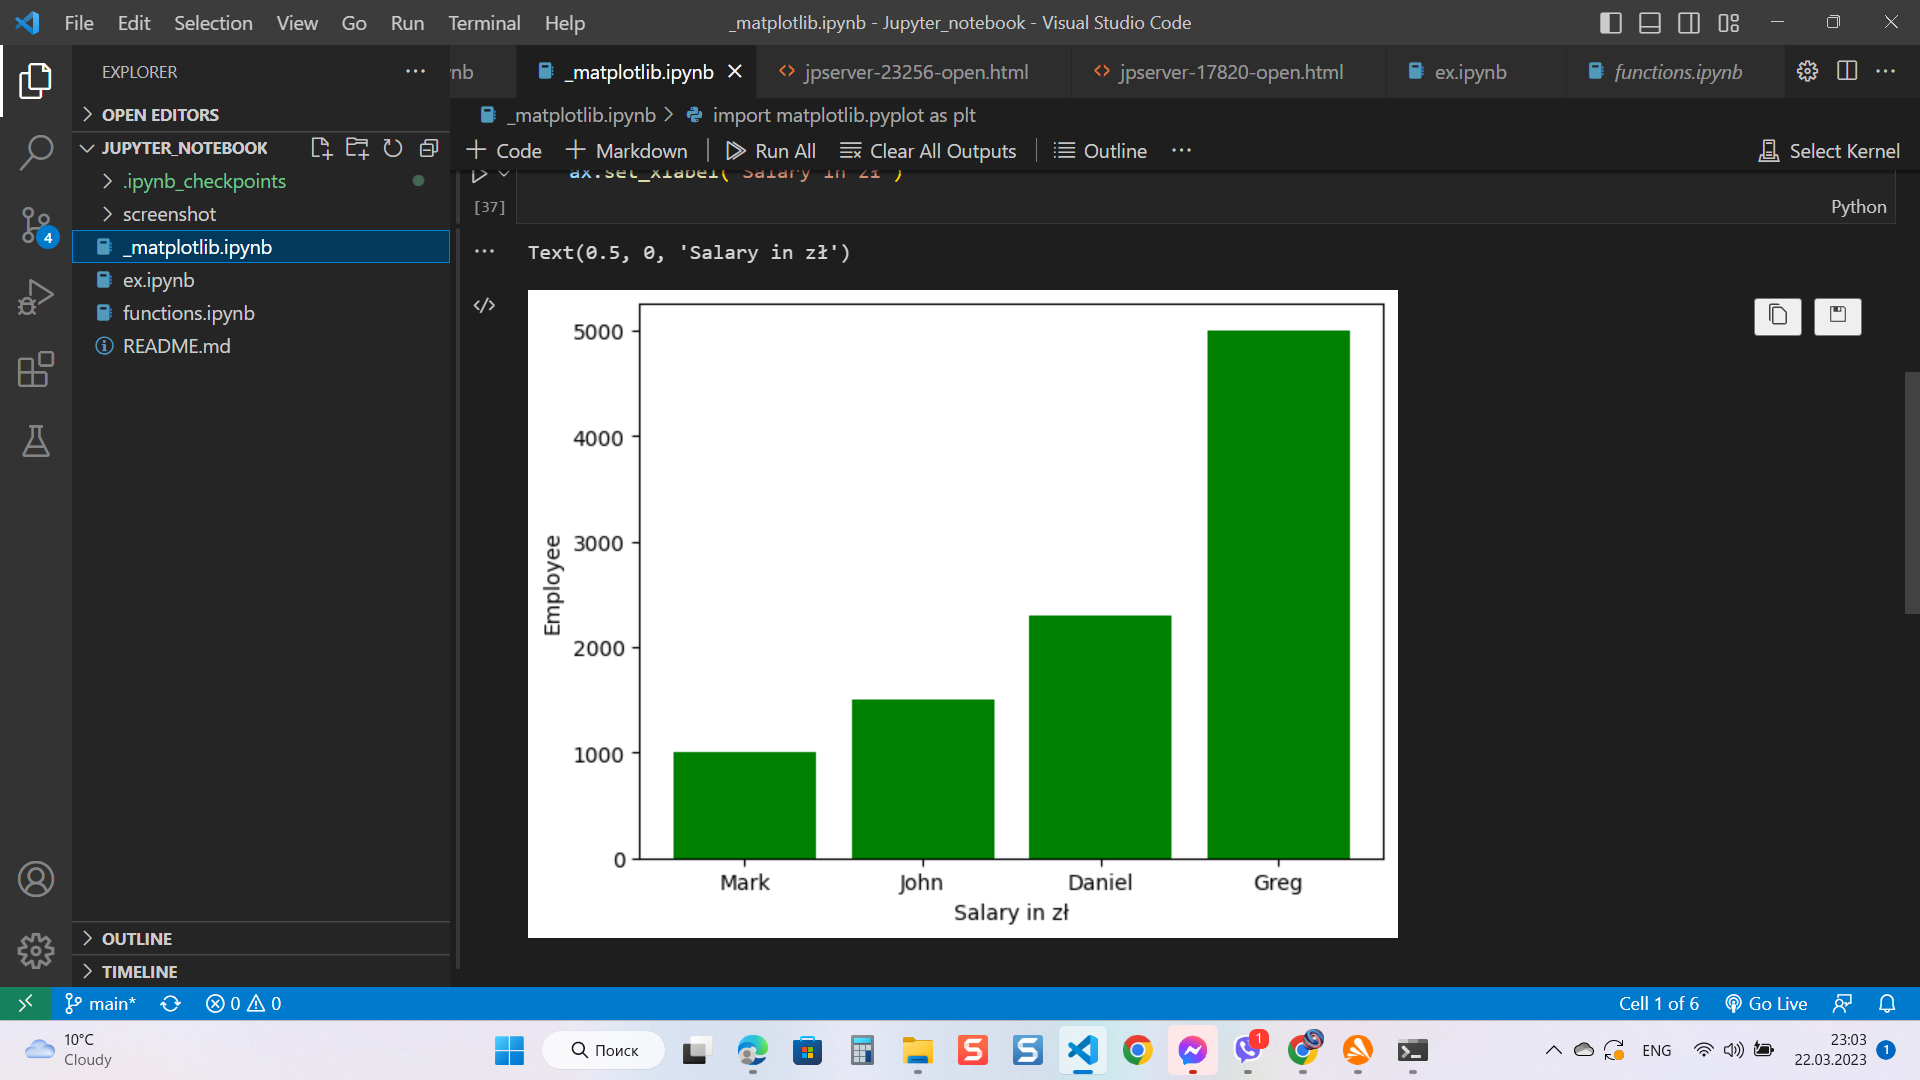 File Edit Selection View Go Run Terminal Help
_matplotlib.ipynb - Jupyter_notebook - Visual Studio Code
EXPLORER
nb
_matplotlib.ipynb
jpserver-23256-open.html
jpserver-17820-open.html
ex.ipynb
functions.ipynb
OPEN EDITORS
_matplotlib.ipynb > import matplotlib.pyplot as plt
JUPYTER_NOTEBOOK
Code Markdown Run All Clear All Outputs Outline ...
Select Kernel
.ipynb_checkpoints
screenshot
_matplotlib.ipynb
ex.ipynb
functions.ipynb
README.md
ax.set_xlabel('Salary in zł')
[37]
Python
Text(0.5, 0, 'Salary in zł')
5000
4000
3000
2000
1000
0
Employee
Mark John Daniel Greg
Salary in zł
OUTLINE
TIMELINE
4
main* 0 0
Cell 1 of 6 Go Live
10°C
Cloudy
Поиск
1
ENG
23:03
22.03.2023
1